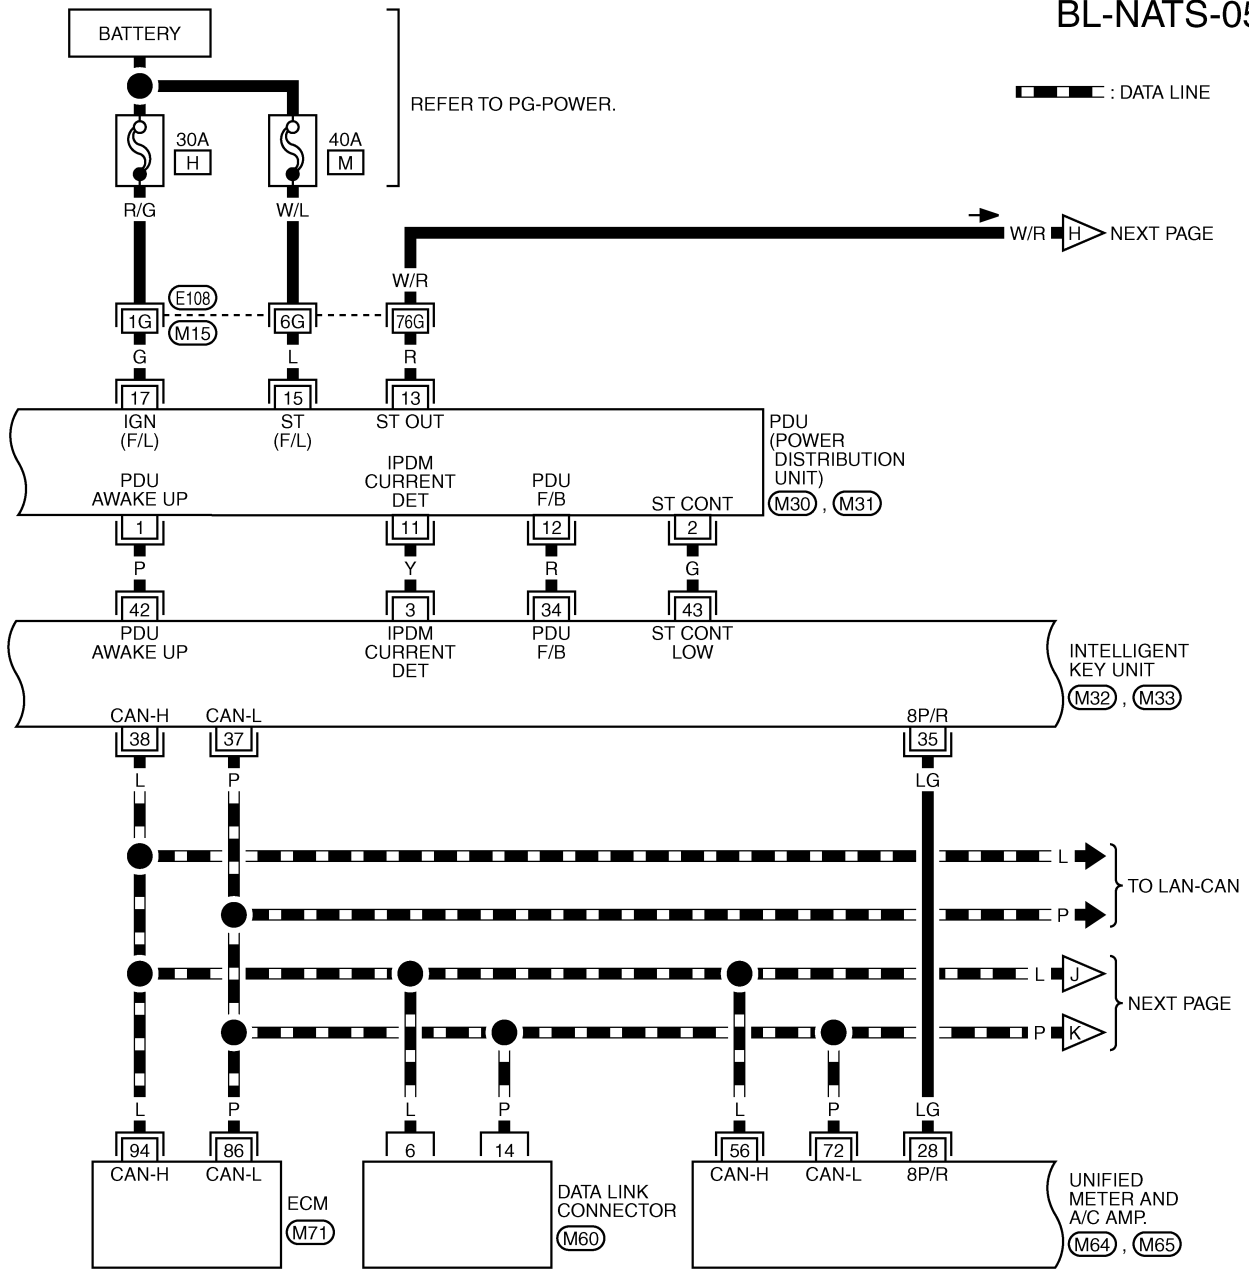 BL-NATS-05
BATTERY
: DATA LINE
REFER TO PG-POWER.
30A
H
40A
M
R/G
W/L
W/R
H
NEXT PAGE
W/R
E108
1G
6G
76G
M15
G
L
R
17
15
13
IGN
(F/L)
ST
(F/L)
ST OUT
PDU
(POWER
DISTRIBUTION
UNIT)
M30 , M31
PDU
AWAKE UP
IPDM
CURRENT
DET
PDU
F/B
ST CONT
1
11
12
2
P
Y
R
G
42
3
34
43
PDU
AWAKE UP
IPDM
CURRENT
DET
PDU
F/B
ST CONT
LOW
INTELLIGENT
KEY UNIT
M32 , M33
CAN-H
CAN-L
8P/R
38
37
35
L
P
LG
L
TO LAN-CAN
P
L
J
NEXT PAGE
P
K
L
P
L
P
L
P
LG
94
86
6
14
56
72
28
CAN-H
CAN-L
CAN-H
CAN-L
8P/R
ECM
M71
DATA LINK
CONNECTOR
M60
UNIFIED
METER AND
A/C AMP.
M64 , M65